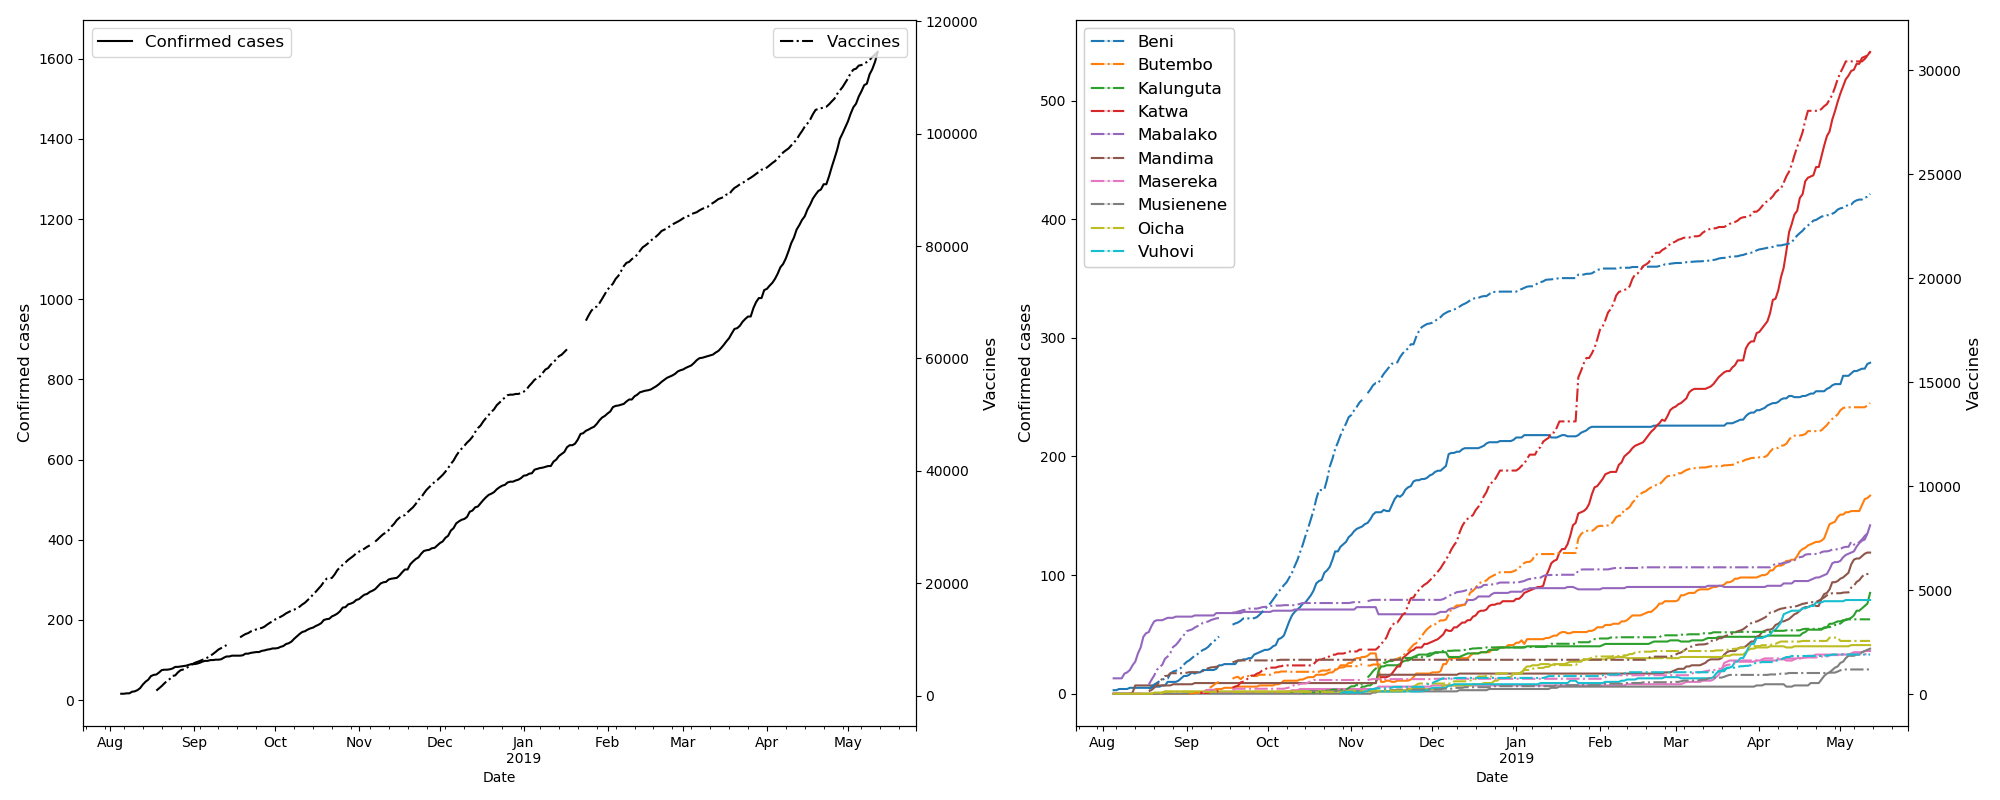 Confirmed cases
Vaccines
1600
1400
1200
1000
800
600
400
200
0
Confirmed cases
120000
100000
80000
60000
40000
20000
0
Vaccines
Aug Sep Oct Nov Dec Jan Feb Mar Apr May
2019
Date
Beni
Butembo
Kalunguta
Katwa
Mabalako
Mandima
Masereka
Musienene
Oicha
Vuhovi
500
400
300
200
100
0
Confirmed cases
30000
25000
20000
15000
10000
5000
0
Vaccines
Aug Sep Oct Nov Dec Jan Feb Mar Apr May
2019
Date